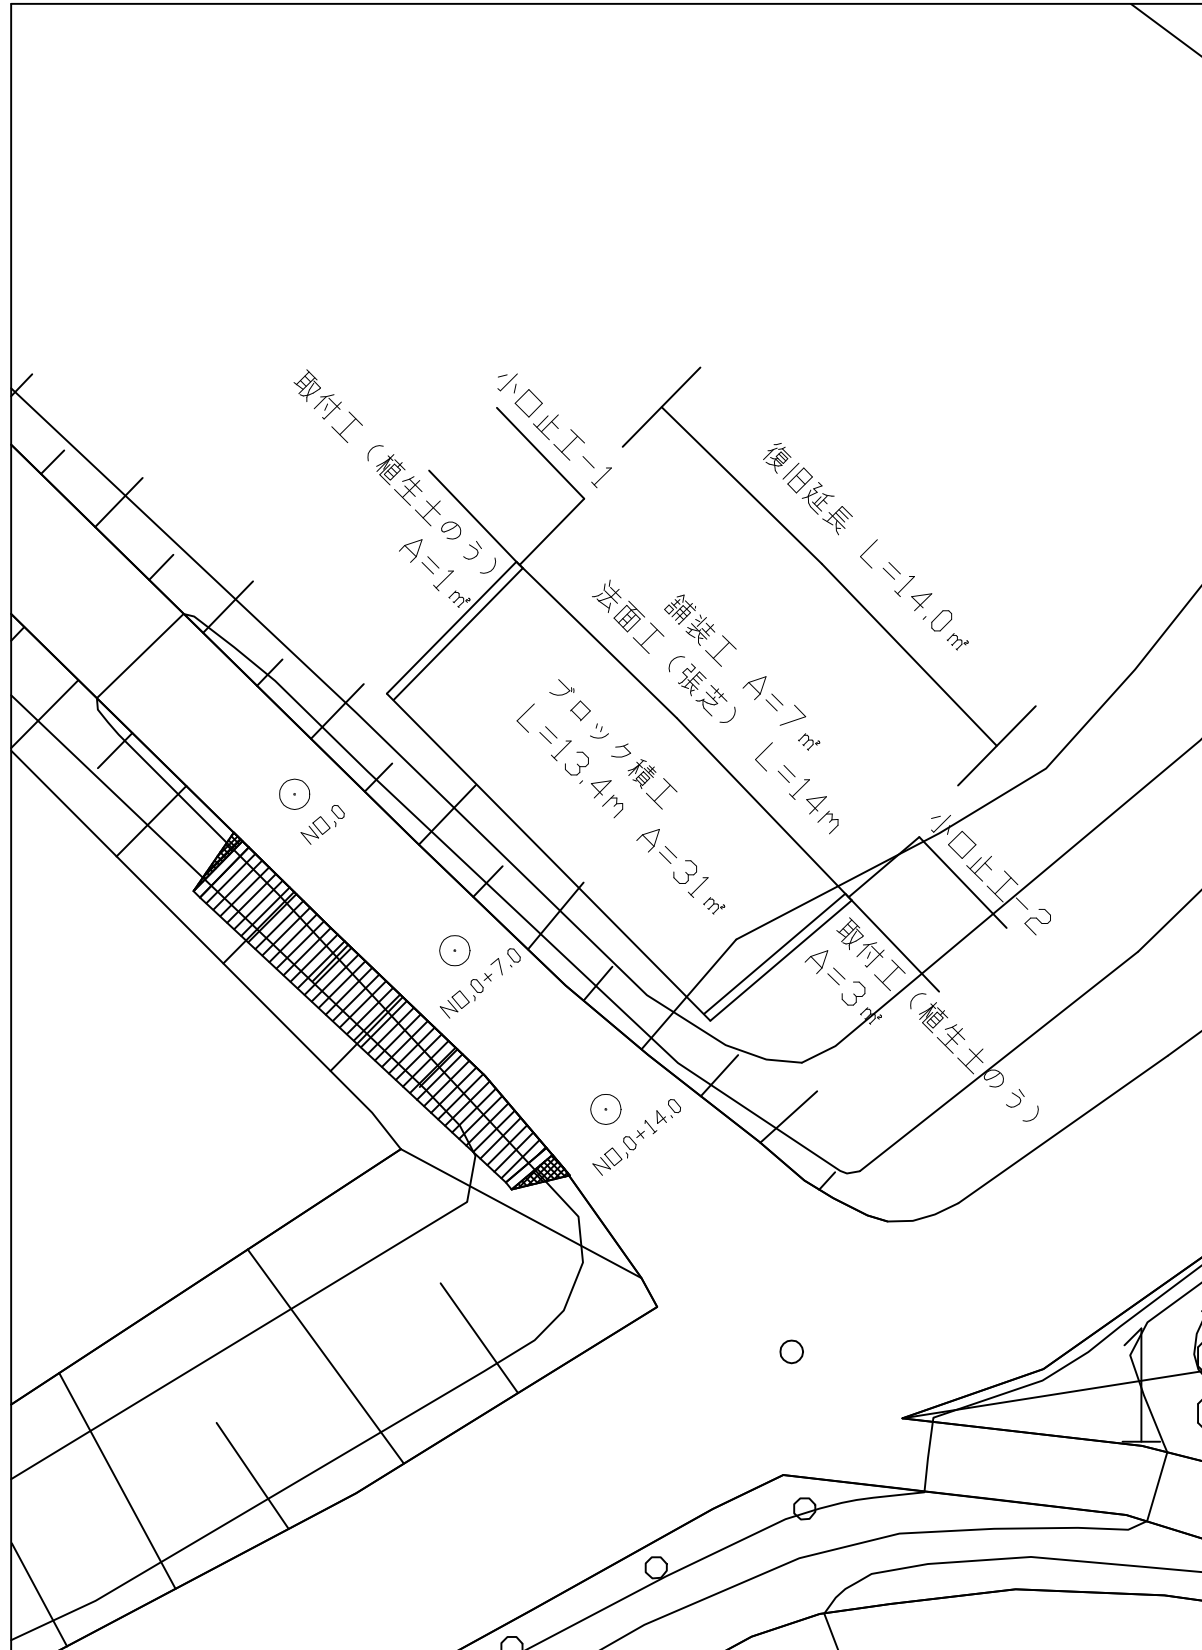 取付工（植生土のう）
A=1㎡
小口止工-1
復旧延長 L=14.0㎡
舗装工 A=7㎡
法面工（張芝） L=14m
ブロック積工
L=13.4m A=31㎡
小口止工-2
取付工（植生土のう）
A=3㎡
NO,0
NO,0+7.0
NO,0+14.0